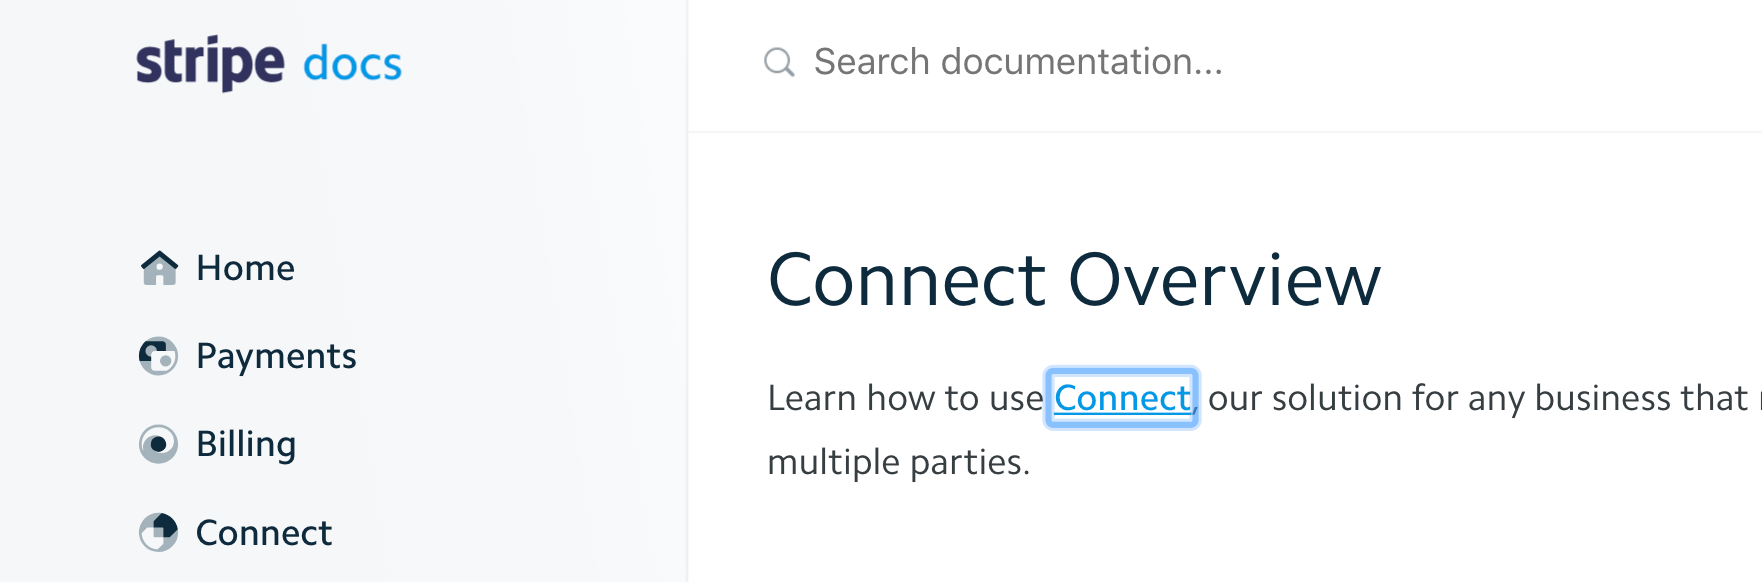 stripe docs
Search documentation...
Home
Payments
Billing
Connect
Connect Overview
Learn how to use Connect, our solution for any business that
multiple parties.